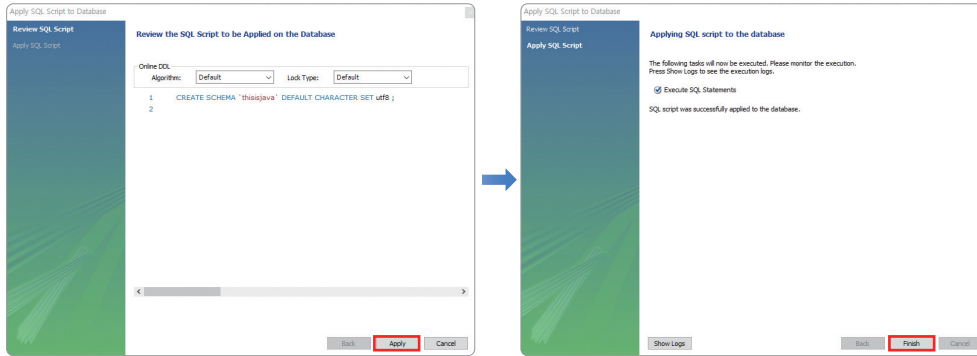 Apply SQL Script to Database
Review SQL Script
Apply SQL Script
Review the SQL Script to be Applied on the Database
Online DDL
Algorithm: Default Lock Type: Default
1 CREATE SCHEMA `thisisjava` DEFAULT CHARACTER SET utf8 ;
2
Back Apply Cancel
Apply SQL Script to Database
Review SQL Script
Apply SQL Script
Applying SQL script to the database
The following tasks will now be executed. Please monitor the execution.
Press Show Logs to see the execution logs.
Execute SQL Statements
SQL script was successfully applied to the database.
Show Logs Back Finish Cancel